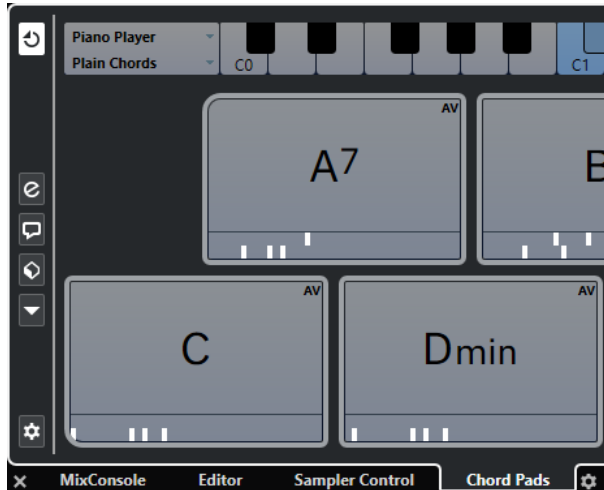 Piano Player
Plain Chords
C0
C1
AV
A7
B
AV
C
AV
Dmin
MixConsole
Editor
Sampler Control
Chord Pads